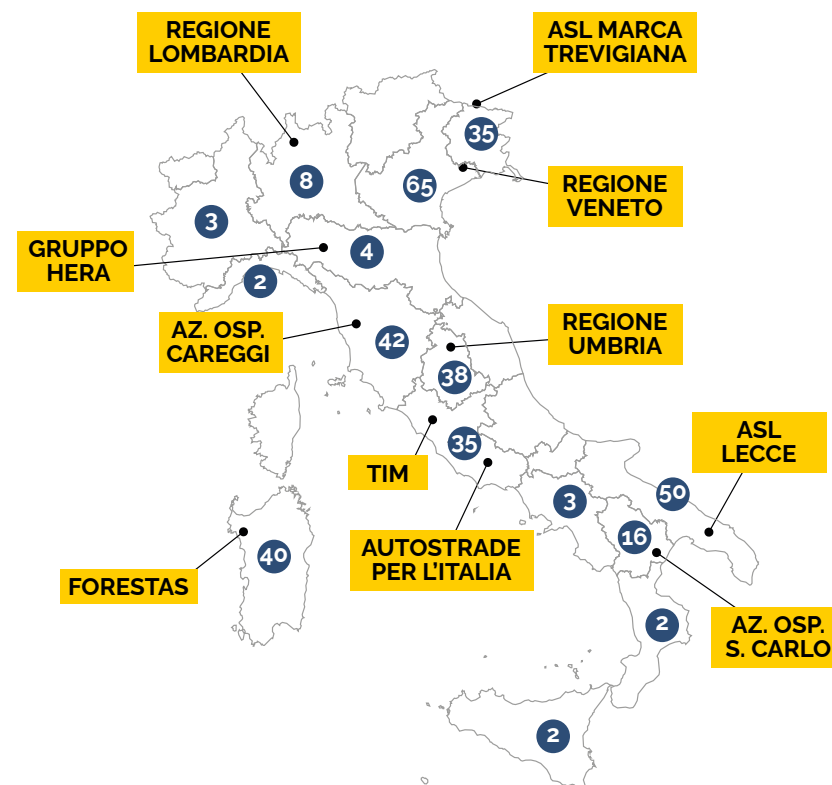 REGIONE
LOMBARDIA
ASL MARCA
TREVIGIANA
35
8
65
REGIONE
VENETO
3
GRUPPO
HERA
4
2
AZ. OSP.
CAREGGI
42
REGIONE
UMBRIA
38
TIM
35
ASL
LECCE
3
50
FORESTAS
40
AUTOSTRADE
PER L'ITALIA
16
2
AZ. OSP.
S. CARLO
2